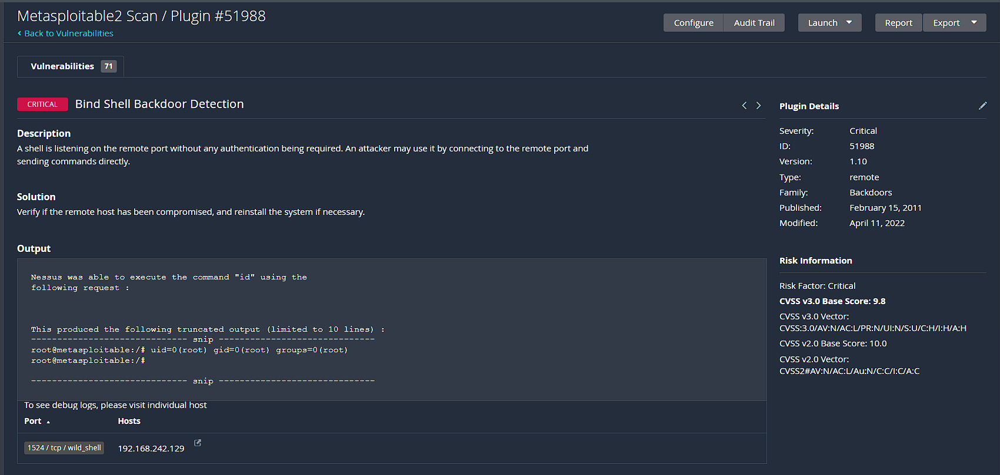 Metasploitable2 Scan / Plugin #51988
Back to Vulnerabilities
Configure
Audit Trail
Launch
Report
Export
Vulnerabilities 71
CRITICAL
Bind Shell Backdoor Detection
Description
A shell is listening on the remote port without any authentication being required. An attacker may use it by connecting to the remote port and
sending commands directly.
Solution
Verify if the remote host has been compromised, and reinstall the system if necessary.
Output
Nessus was able to execute the command "id" using the
following request :
This produced the following truncated output (limited to 10 lines) :
------------------------------ snip ------------------------------
root@metasploitable:/# uid=0(root) gid=0(root) groups=0(root)
root@metasploitable:/#
------------------------------ snip ------------------------------
To see debug logs, please visit individual host
Port Hosts
1524 / tcp / wild_shell 192.168.242.129
Plugin Details
Severity: Critical
ID: 51988
Version: 1.10
Type: remote
Family: Backdoors
Published: February 15, 2011
Modified: April 11, 2022
Risk Information
Risk Factor: Critical
CVSS v3.0 Base Score: 9.8
CVSS v3.0 Vector:
CVSS:3.0/AV:N/AC:L/PR:N/UI:N/S:U/C:H/I:H/A:H
CVSS v2.0 Base Score: 10.0
CVSS v2.0 Vector:
CVSS2#AV:N/AC:L/Au:N/C:C/I:C/A:C